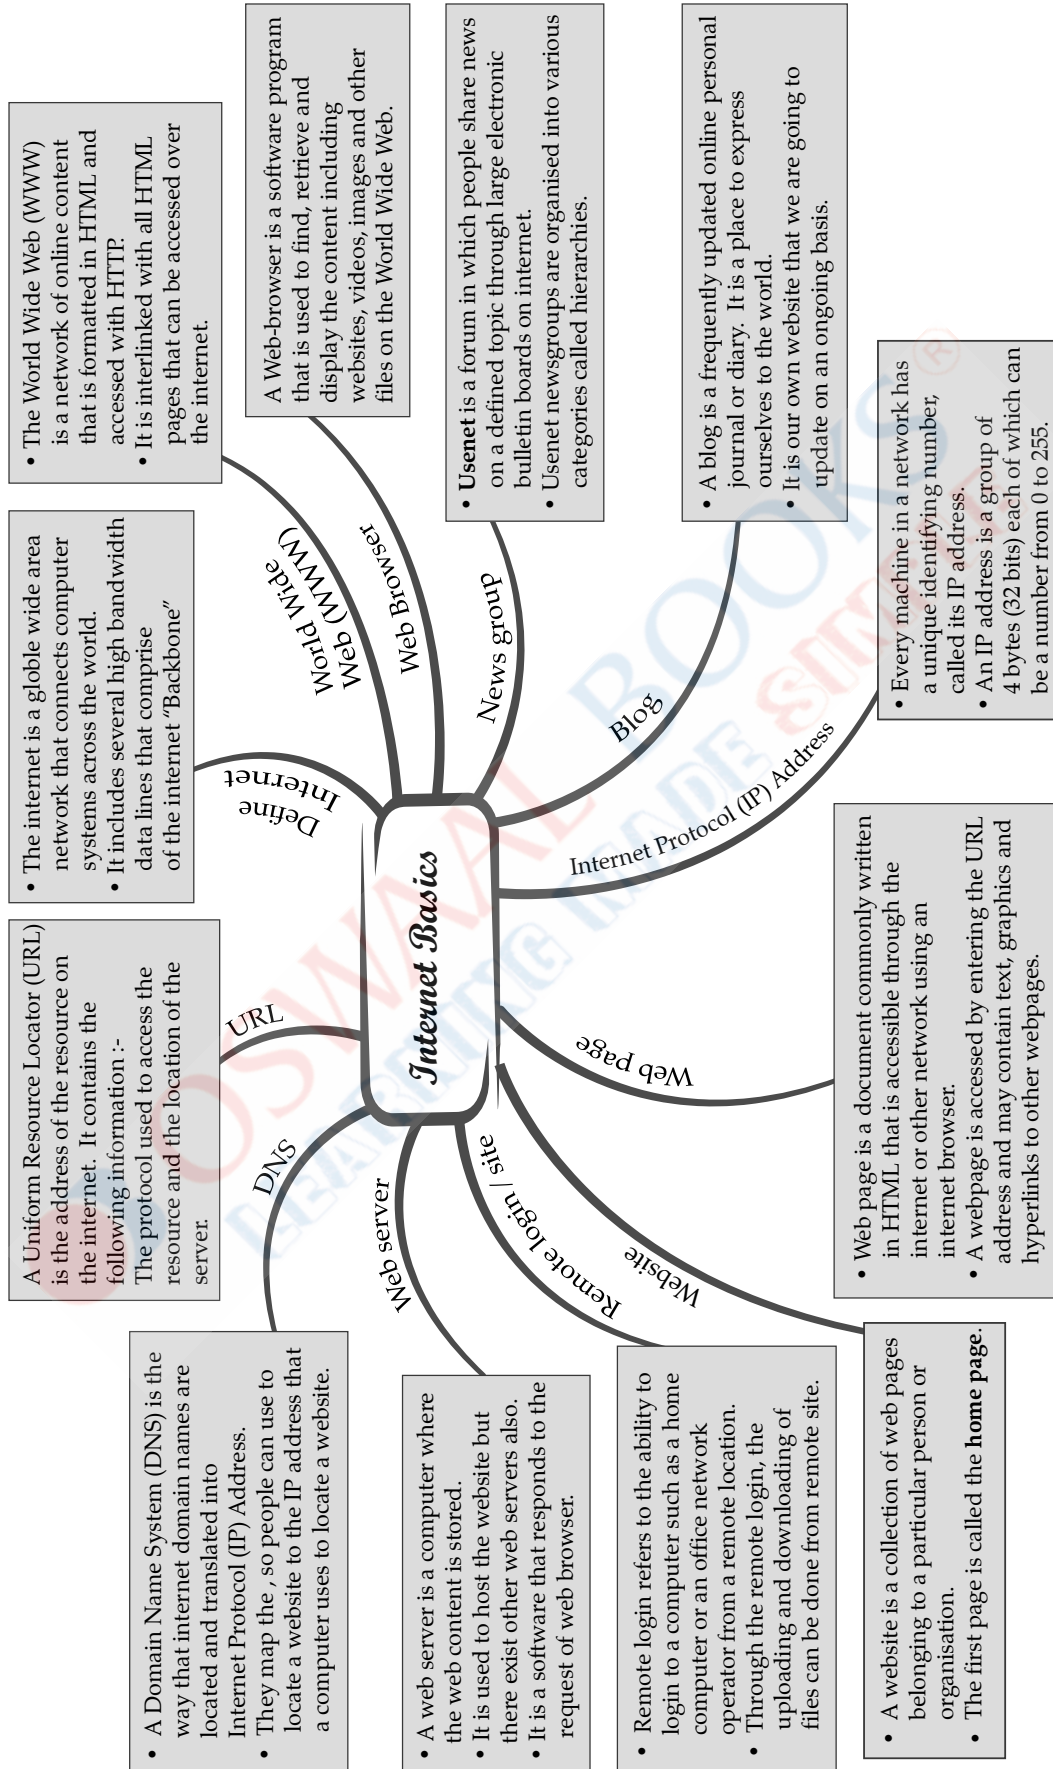 Internet Basics
Define
Internet
• The internet is a globle wide area
network that connects computer
systems across the world.
• It includes several high bandwidth
data lines that comprise
of the internet "Backbone"
World Wide
Web (WWW)
• The World Wide Web (WWW)
is a network of online content
that is formatted in HTML and
accessed with HTTP.
• It is interlinked with all HTML
pages that can be accessed over
the internet.
Web Browser
A Web-browser is a software program
that is used to find, retrieve and
display the content including
websites, videos, images and other
files on the World Wide Web.
News group
• Usenet is a forum in which people share news
on a defined topic through large electronic
bulletin boards on internet.
• Usenet newsgroups are organised into various
categories called hierarchies.
Blog
• A blog is a frequently updated online personal
journal or diary. It is a place to express
ourselves to the world.
• It is our own website that we are going to
update on an ongoing basis.
Internet Protocol (IP) Address
• Every machine in a network has
a unique identifying number,
called its IP address.
• An IP address is a group of
4 bytes (32 bits) each of which can
be a number from 0 to 255.
Web page
• Web page is a document commonly written
in HTML that is accessible through the
internet or other network using an
internet browser.
• A webpage is accessed by entering the URL
address and may contain text, graphics and
hyperlinks to other webpages.
Website
• A website is a collection of web pages
belonging to a particular person or
organisation.
• The first page is called the home page.
Remote login / site
• Remote login refers to the ability to
login to a computer such as a home
computer or an office network
operator from a remote location.
• Through the remote login, the
uploading and downloading of
files can be done from remote site.
Web server
• A web server is a computer where
the web content is stored.
• It is used to host the website but
there exist other web servers also.
• It is a software that responds to the
request of web browser.
DNS
• A Domain Name System (DNS) is the
way that internet domain names are
located and translated into
Internet Protocol (IP) Address.
• They map the , so people can use to
locate a website to the IP address that
a computer uses to locate a website.
URL
A Uniform Resource Locator (URL)
is the address of the resource on
the internet. It contains the
following information :-
The protocol used to access the
resource and the location of the
server.
OSWAAL BOOKS®
LEARNING MADE SIMPLE